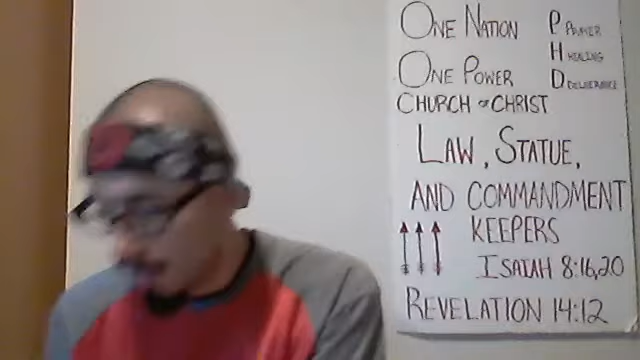 ONE NATION
ONE POWER
CHURCH OF CHRIST
P PRAYER
H HEALING
D DELIVERANCE
LAW, STATUE,
AND COMMANDMENT
KEEPERS
ISAIAH 8:16,20
REVELATION 14:12